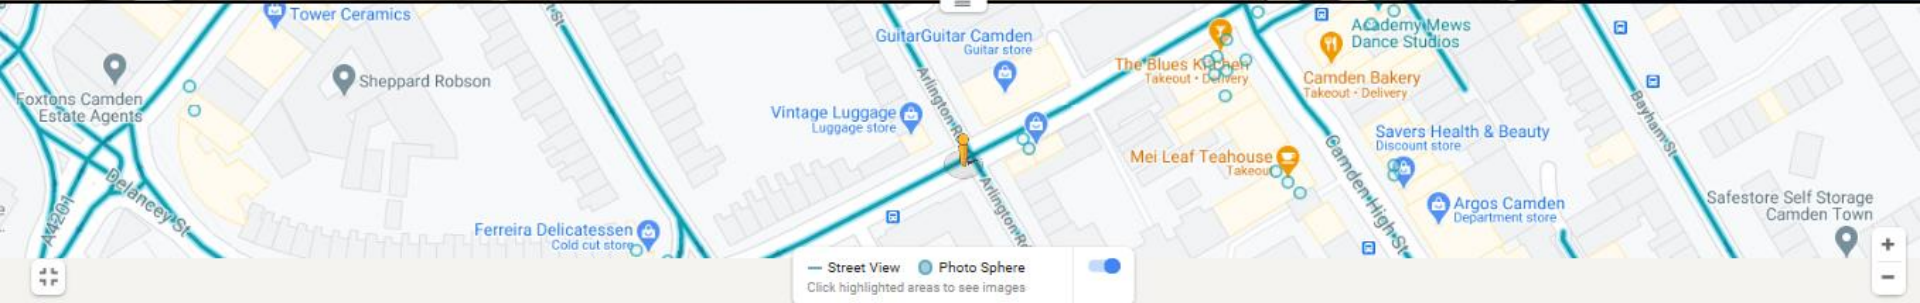 Tower Ceramics
Foxtons Camden
Estate Agents
Sheppard Robson
A4201
Delancey St
Ferreira Delicatessen
Cold cut store
Vintage Luggage
Luggage store
GuitarGuitar Camden
Guitar store
Arlington R
Arlington R
The Blues Kitchen
Takeout • Delivery
Mei Leaf Teahouse
Takeou
Academy Mews
Dance Studios
Camden Bakery
Takeout • Delivery
Camden High St
Savers Health & Beauty
Discount store
Argos Camden
Department store
Bayham St
Safestore Self Storage
Camden Town
Street View
Photo Sphere
Click highlighted areas to see images
+
−